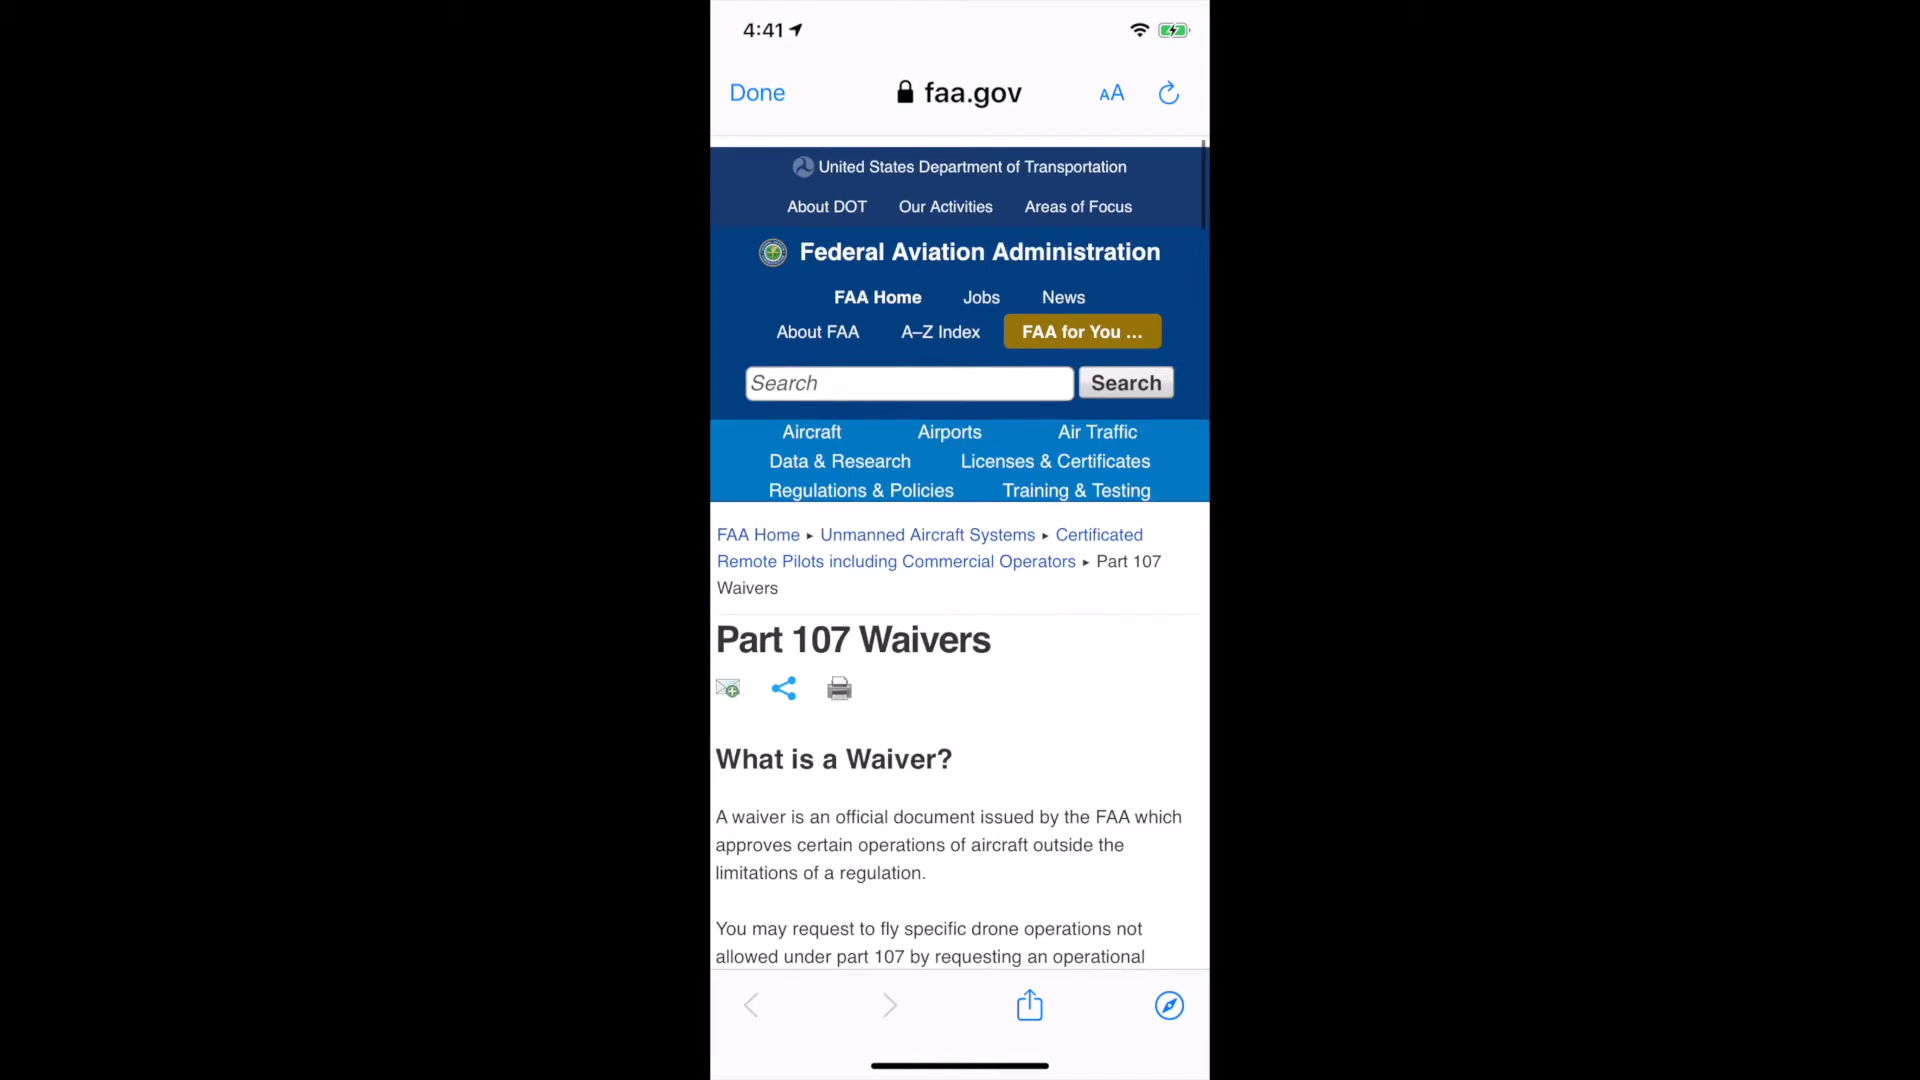 4:41
Done
faa.gov
AA
United States Department of Transportation
About DOT Our Activities Areas of Focus
Federal Aviation Administration
FAA Home Jobs News
About FAA A–Z Index FAA for You ...
Search Search
Aircraft Airports Air Traffic
Data & Research Licenses & Certificates
Regulations & Policies Training & Testing
FAA Home ▸ Unmanned Aircraft Systems ▸ Certificated
Remote Pilots including Commercial Operators ▸ Part 107
Waivers
Part 107 Waivers
What is a Waiver?
A waiver is an official document issued by the FAA which
approves certain operations of aircraft outside the
limitations of a regulation.
You may request to fly specific drone operations not
allowed under part 107 by requesting an operational